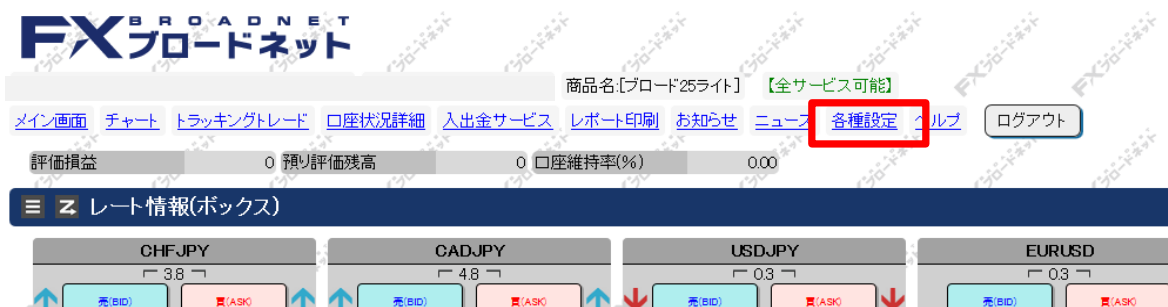 FX BROADNET ブロードネット
商品名:[ブロード25ライト] 【全サービス可能】
メイン画面 チャート トラッキングトレード 口座状況詳細 入出金サービス レポート印刷 お知らせ ニュース 各種設定 ヘルプ ログアウト
評価損益 0 預り評価残高 0 口座維持率(%) 0.00
レート情報(ボックス)
CHFJPY CADJPY USDJPY EURUSD
3.8 4.8 0.3 0.3
売(BID) 買(ASK) 売(BID) 買(ASK) 売(BID) 買(ASK) 売(BID) 買(ASK)